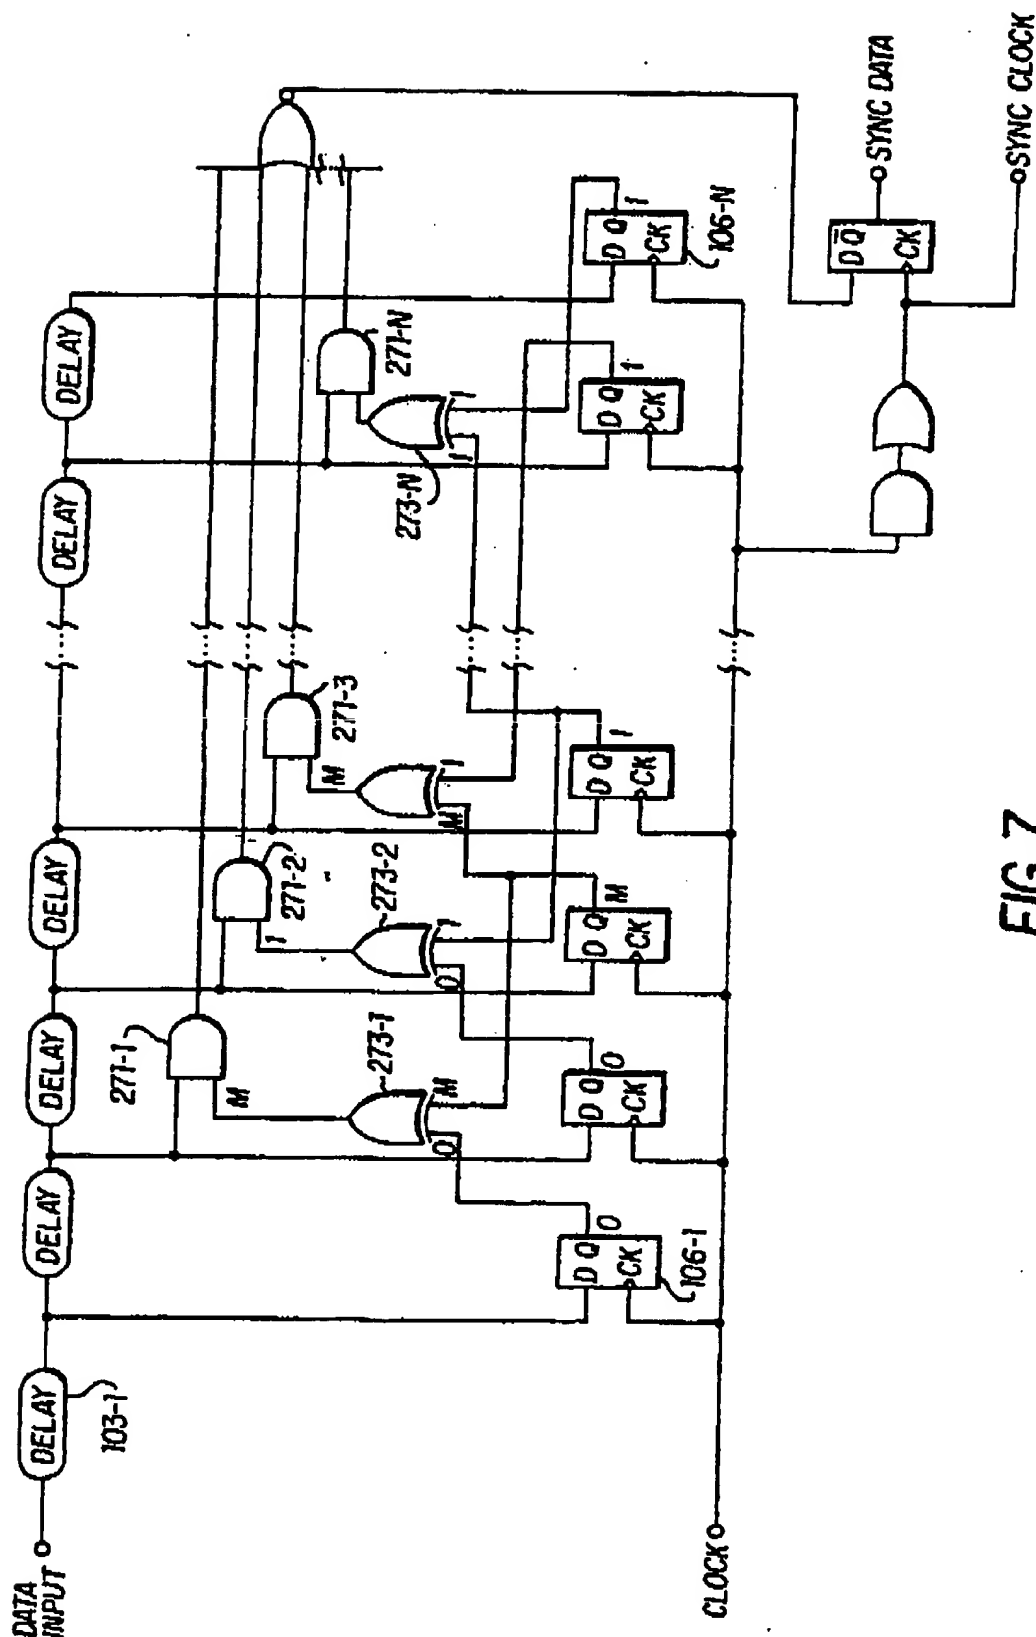 DATA
INPUT
DELAY
103-1
DELAY
DELAY
DELAY
DELAY
DELAY
271-1
M
271-2
1
271-3
M
271-N
273-1
O
M
273-2
O
1
M
1
273-N
1
1
D Q
CK
O
106-1
D Q
CK
O
D Q
CK
M
D Q
CK
1
D Q
CK
1
D Q
CK
1
106-N
CLOCK
D Q̅
CK
SYNC DATA
SYNC CLOCK
FIG. 7